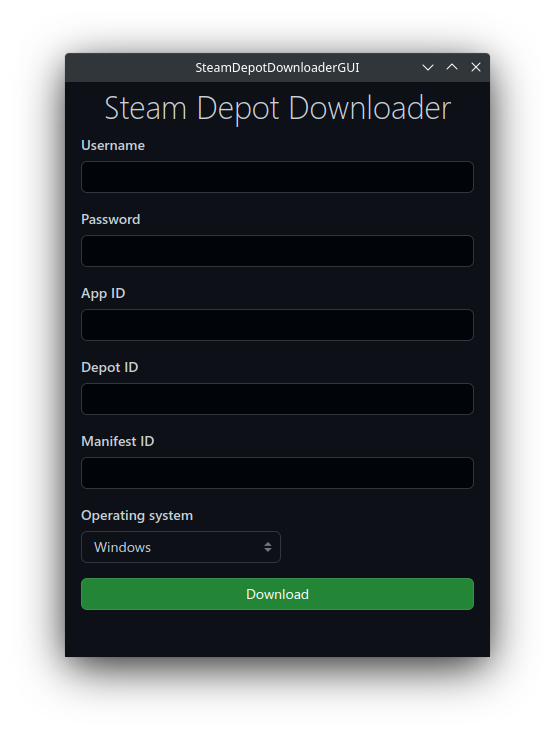 SteamDepotDownloaderGUI
Steam Depot Downloader
Username
Password
App ID
Depot ID
Manifest ID
Operating system
Windows
Download